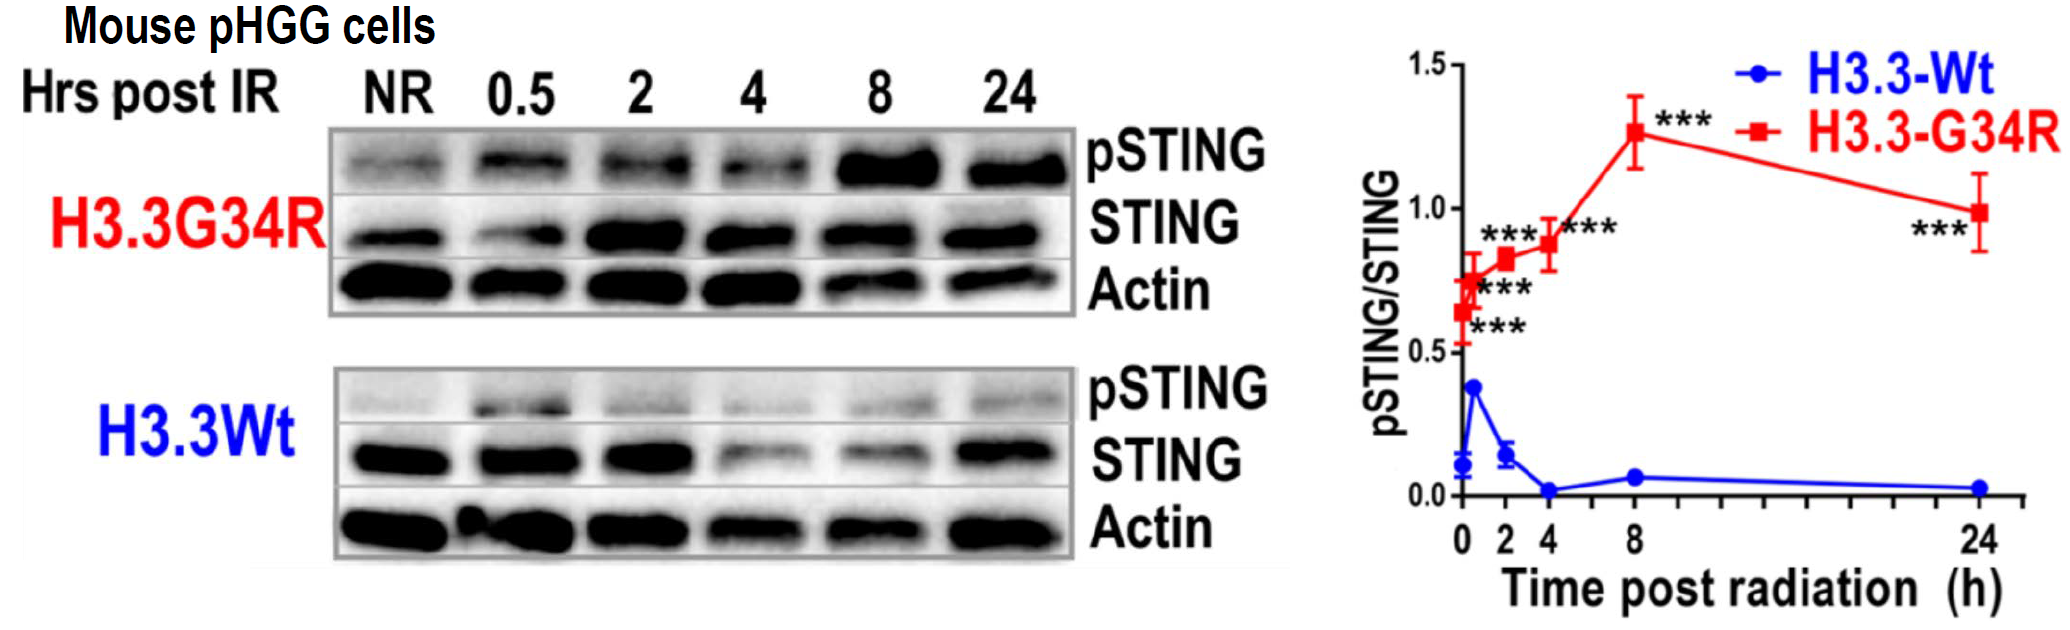 Mouse pHGG cells
Hrs post IR NR 0.5 2 4 8 24
H3.3G34R
pSTING
STING
Actin
H3.3Wt
pSTING
STING
Actin
pSTING/STING
1.5
1.0
0.5
0.0
H3.3-Wt
H3.3-G34R
***
***
***
***
***
***
0 2 4 8 24
Time post radiation (h)